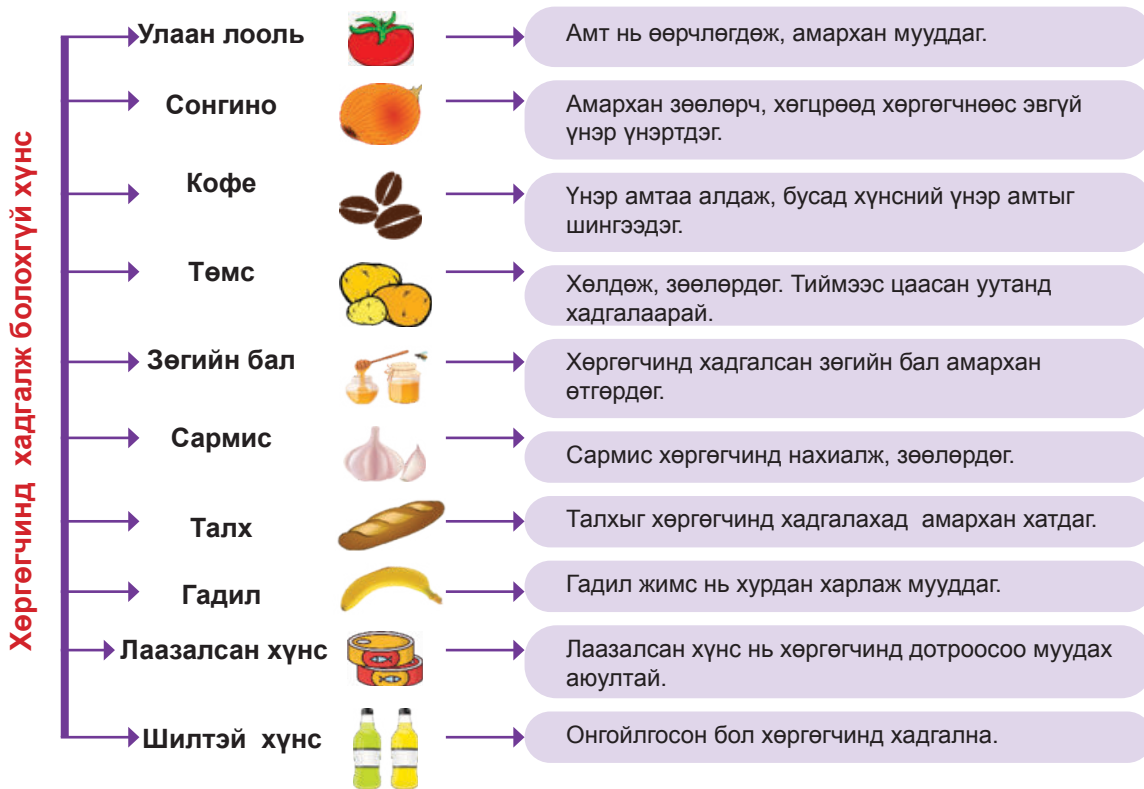 Хөргөгчинд хадгалж болохгүй хүнс
Улаан лооль
Амт нь өөрчлөгдөж, амархан мууддаг.
Сонгино
Амархан зөөлөрч, хөгцрөөд хөргөгчнөөс эвгүй
үнэр үнэртдэг.
Кофе
Үнэр амтаа алдаж, бусад хүнсний үнэр амтыг
шингээдэг.
Төмс
Хөлдөж, зөөлөрдөг. Тиймээс цаасан уутанд
хадгалаарай.
Зөгийн бал
Хөргөгчинд хадгалсан зөгийн бал амархан
өтгөрдөг.
Сармис
Сармис хөргөгчинд нахиалж, зөөлөрдөг.
Талх
Талхыг хөргөгчинд хадгалахад амархан хатдаг.
Гадил
Гадил жимс нь хурдан харлаж мууддаг.
Лаазалсан хүнс
Лаазалсан хүнс нь хөргөгчинд дотроосоо муудах
аюултай.
Шилтэй хүнс
Онгойлгосон бол хөргөгчинд хадгална.